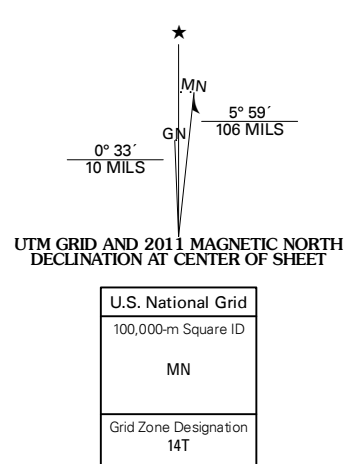 ★
MN
GN
5° 59´
106 MILS
0° 33´
10 MILS
UTM GRID AND 2011 MAGNETIC NORTH
DECLINATION AT CENTER OF SHEET
U.S. National Grid
100,000-m Square ID
MN
Grid Zone Designation
14T